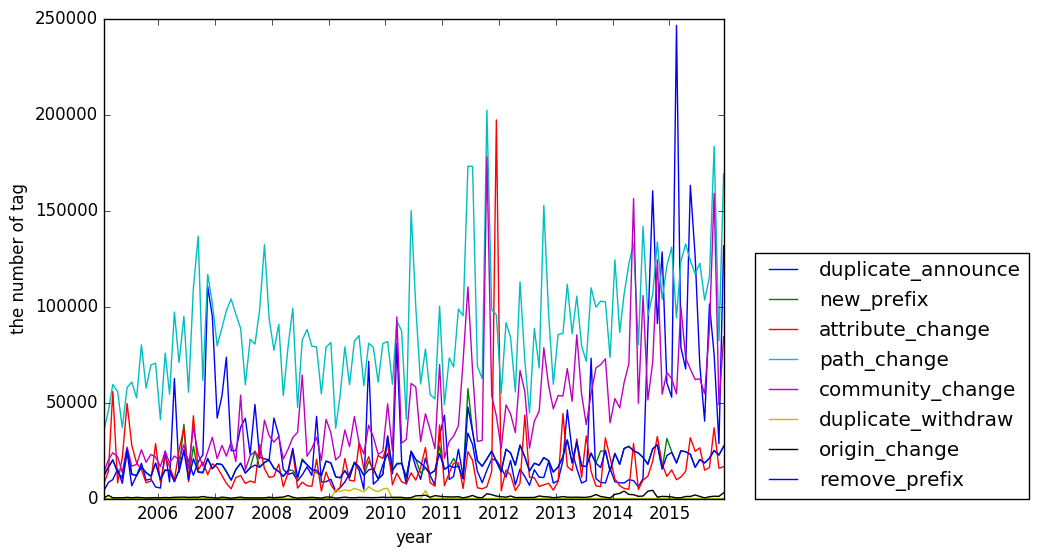 the number of tag
250000
200000
150000
100000
50000
0
2006 2007 2008 2009 2010 2011 2012 2013 2014 2015
year
duplicate_announce
new_prefix
attribute_change
path_change
community_change
duplicate_withdraw
origin_change
remove_prefix